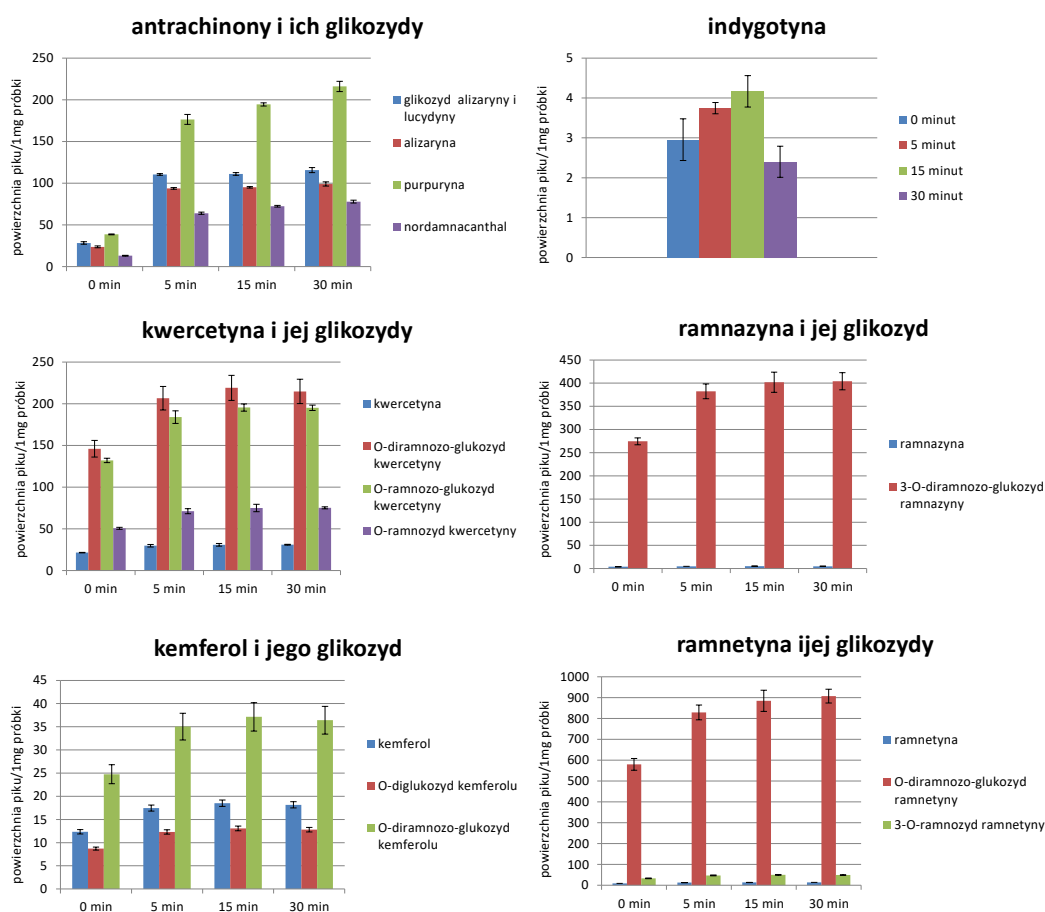 antrachinony i ich glikozydy
powierzchnia piku/1mg próbki
250
200
150
100
50
0
0 min 5 min 15 min 30 min
glikozyd alizaryny i
lucydyny
alizaryna
purpuryna
nordamnacanthal
indygotyna
powierzchnia piku/1mg próbki
5
4
3
2
1
0
0 minut
5 minut
15 minut
30 minut
kwercetyna i jej glikozydy
powierzchnia piku/1mg próbki
250
200
150
100
50
0
0 min 5 min 15 min 30 min
kwercetyna
O-diramnozo-glukozyd
kwercetyny
O-ramnozo-glukozyd
kwercetyny
O-ramnozyd kwercetyny
ramnazyna i jej glikozyd
powierzchnia piku/1mg próbki
450
400
350
300
250
200
150
100
50
0
0 min 5 min 15 min 30 min
ramnazyna
3-O-diramnozo-glukozyd
ramnazyny
kemferol i jego glikozyd
powierzchnia piku/1mg próbki
45
40
35
30
25
20
15
10
5
0
0 min 5 min 15 min 30 min
kemferol
O-diglukozyd kemferolu
O-diramnozo-glukozyd
kemferolu
ramnetyna ijej glikozydy
powierzchnia piku/1mg próbki
1000
900
800
700
600
500
400
300
200
100
0
0 min 5 min 15 min 30 min
ramnetyna
O-diramnozo-glukozyd
ramnetyny
3-O-ramnozyd ramnetyny